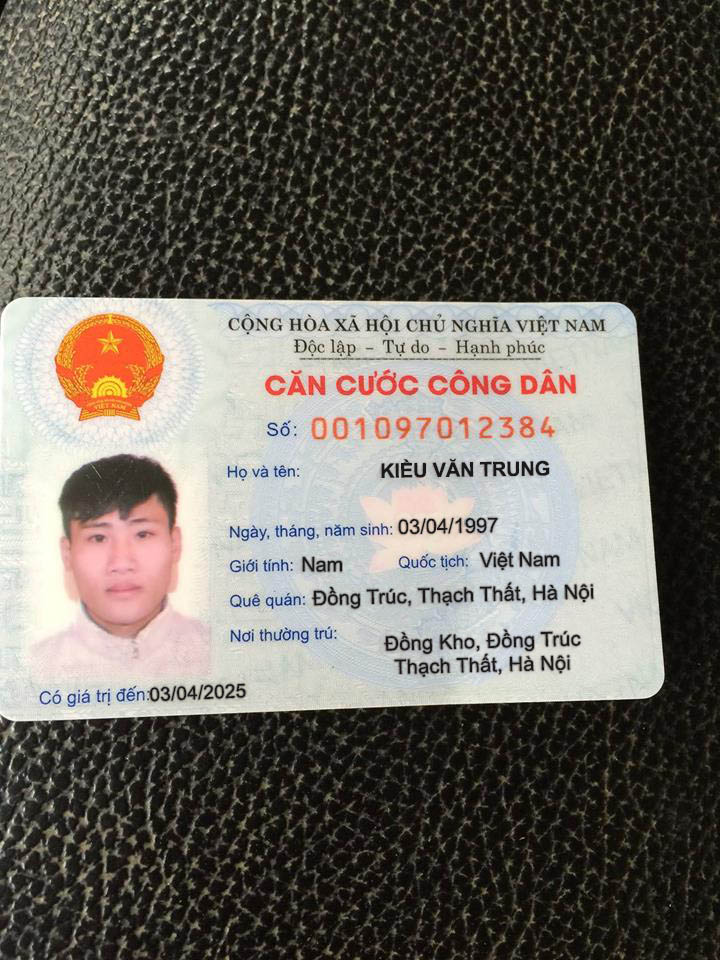 CỘNG HÒA XÃ HỘI CHỦ NGHĨA VIỆT NAM
Độc lập - Tự do - Hạnh phúc
CĂN CƯỚC CÔNG DÂN
Số: 001097012384
Họ và tên: KIỀU VĂN TRUNG
Ngày, tháng, năm sinh: 03/04/1997
Giới tính: Nam Quốc tịch: Việt Nam
Quê quán: Đồng Trúc, Thạch Thất, Hà Nội
Nơi thường trú: Đồng Kho, Đồng Trúc
Thạch Thất, Hà Nội
Có giá trị đến:03/04/2025
VIỆT NAM